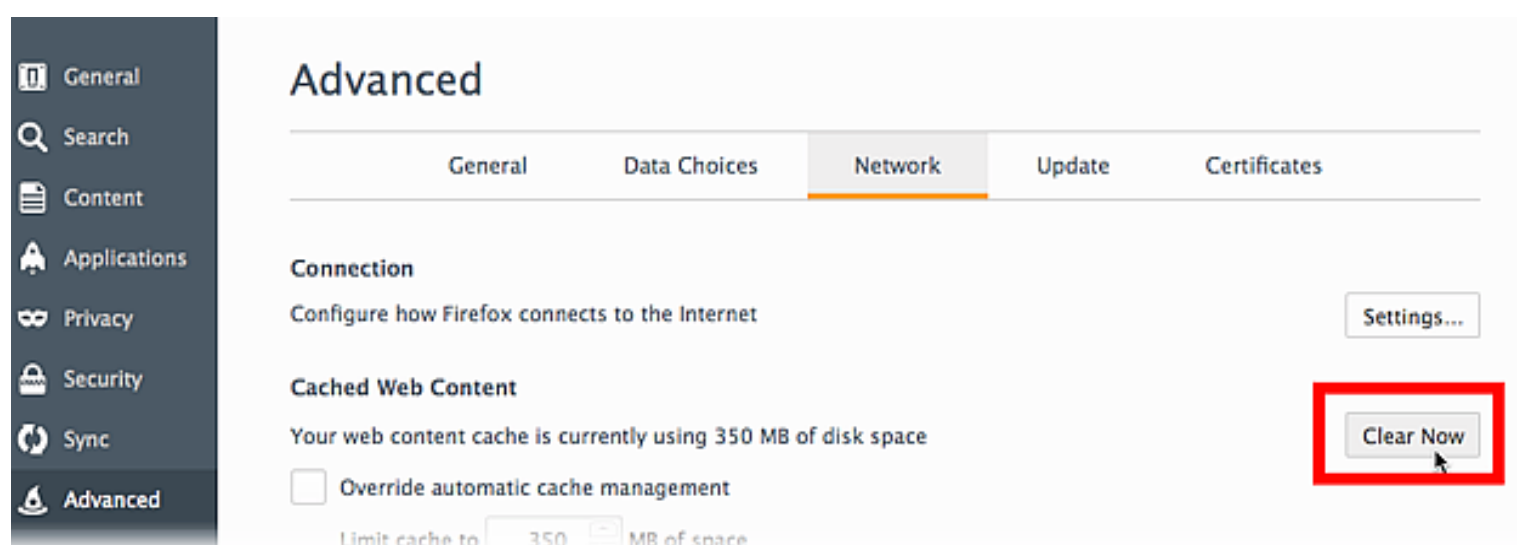 General
Search
Content
Applications
Privacy
Security
Sync
Advanced
Advanced
General Data Choices Network Update Certificates
Connection
Configure how Firefox connects to the Internet Settings...
Cached Web Content
Your web content cache is currently using 350 MB of disk space Clear Now
Override automatic cache management
Limit cache to 350 MB of space